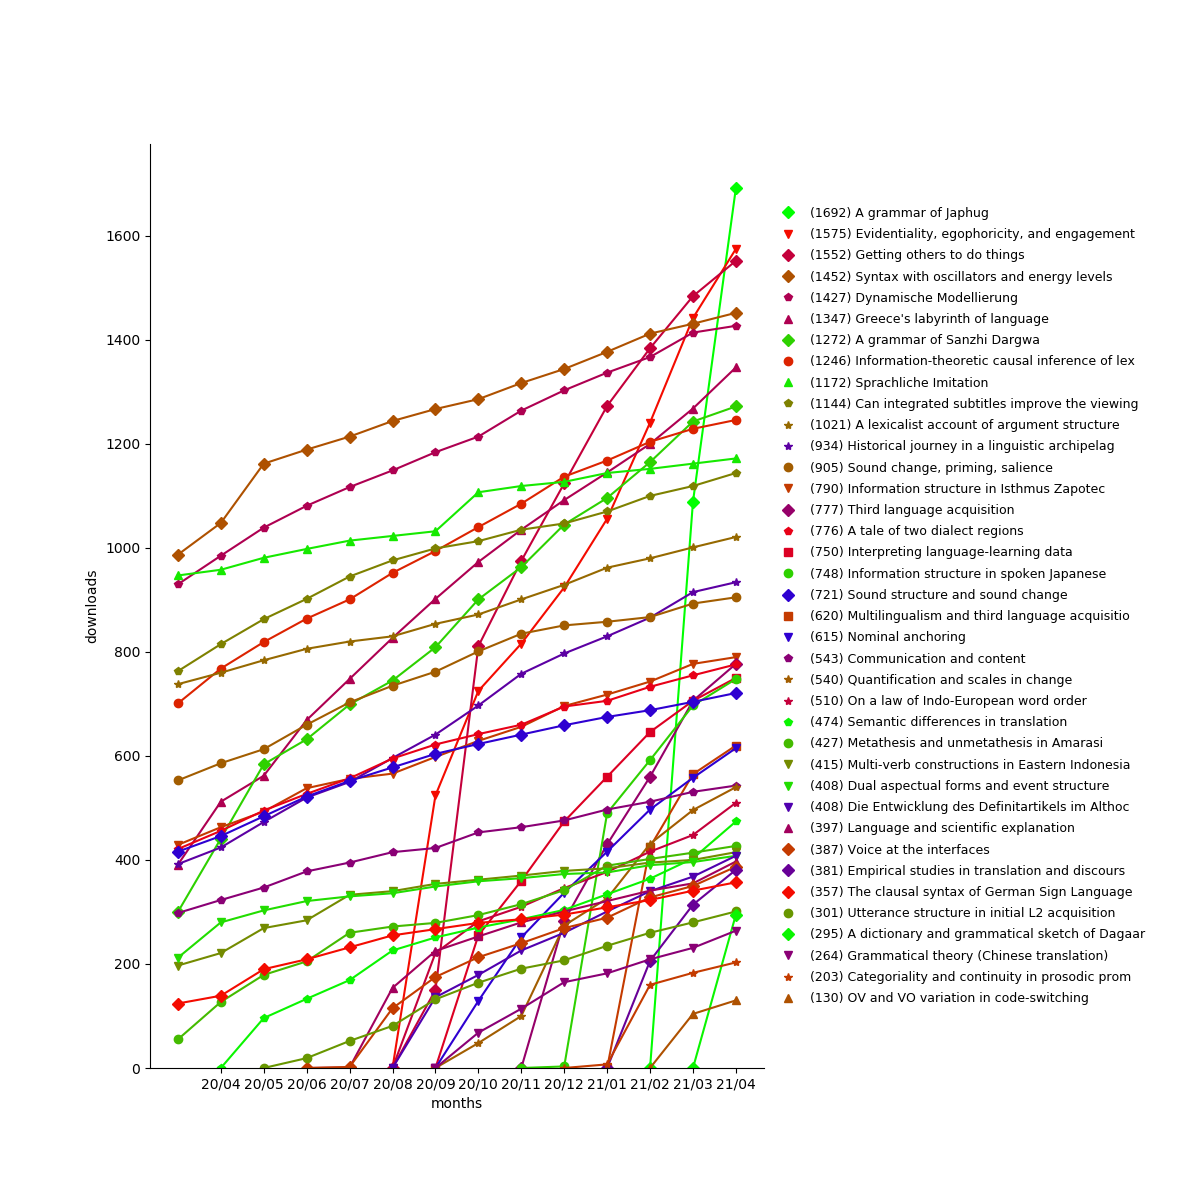 downloads
1600
1400
1200
1000
800
600
400
200
0
20/04 20/05 20/06 20/07 20/08 20/09 20/10 20/11 20/12 21/01 21/02 21/03 21/04
months
(1692) A grammar of Japhug
(1575) Evidentiality, egophoricity, and engagement
(1552) Getting others to do things
(1452) Syntax with oscillators and energy levels
(1427) Dynamische Modellierung
(1347) Greece's labyrinth of language
(1272) A grammar of Sanzhi Dargwa
(1246) Information-theoretic causal inference of lex
(1172) Sprachliche Imitation
(1144) Can integrated subtitles improve the viewing
(1021) A lexicalist account of argument structure
(934) Historical journey in a linguistic archipelag
(905) Sound change, priming, salience
(790) Information structure in Isthmus Zapotec
(777) Third language acquisition
(776) A tale of two dialect regions
(750) Interpreting language-learning data
(748) Information structure in spoken Japanese
(721) Sound structure and sound change
(620) Multilingualism and third language acquisitio
(615) Nominal anchoring
(543) Communication and content
(540) Quantification and scales in change
(510) On a law of Indo-European word order
(474) Semantic differences in translation
(427) Metathesis and unmetathesis in Amarasi
(415) Multi-verb constructions in Eastern Indonesia
(408) Dual aspectual forms and event structure
(408) Die Entwicklung des Definitartikels im Althoc
(397) Language and scientific explanation
(387) Voice at the interfaces
(381) Empirical studies in translation and discours
(357) The clausal syntax of German Sign Language
(301) Utterance structure in initial L2 acquisition
(295) A dictionary and grammatical sketch of Dagaar
(264) Grammatical theory (Chinese translation)
(203) Categoriality and continuity in prosodic prom
(130) OV and VO variation in code-switching